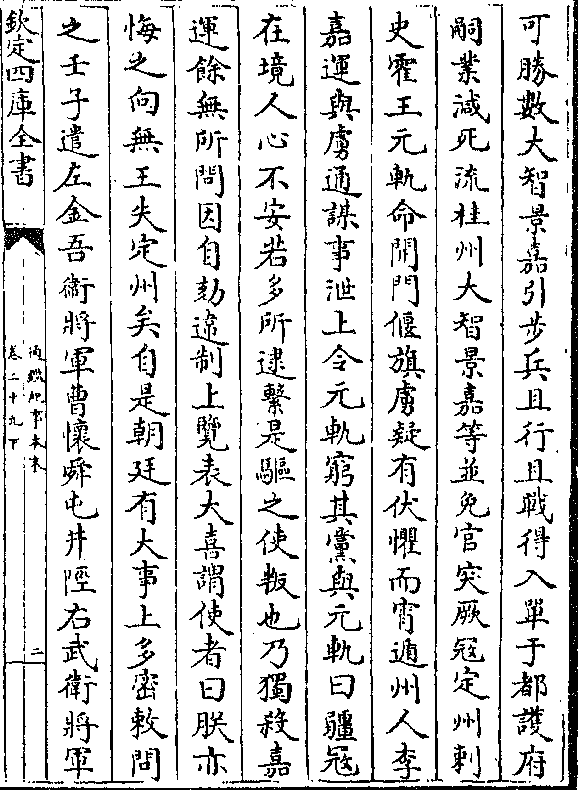 可勝數大智景嘉引步兵且行且戰得入單于都護府
嗣業減死流桂州大智景嘉等並免官突厥寇定州刺
史霍王元軌命開門偃旗虜疑有伏懼而宵遁州人李
嘉運與虜通謀事泄上令元軌窮其黨與元軌曰疆寇
在境人心不安若多所逮繫是驅之使叛也乃獨殺嘉
運餘無所問因自劾違制上覽表大喜謂使者曰朕亦
悔之向無王失定州矣自是朝廷有大事上多密敕問
之壬子遣左金吾衛將軍曹懷舜屯井陘右武衛將軍
欽定四庫全書
通鑑紀事本末
卷二十九下
二